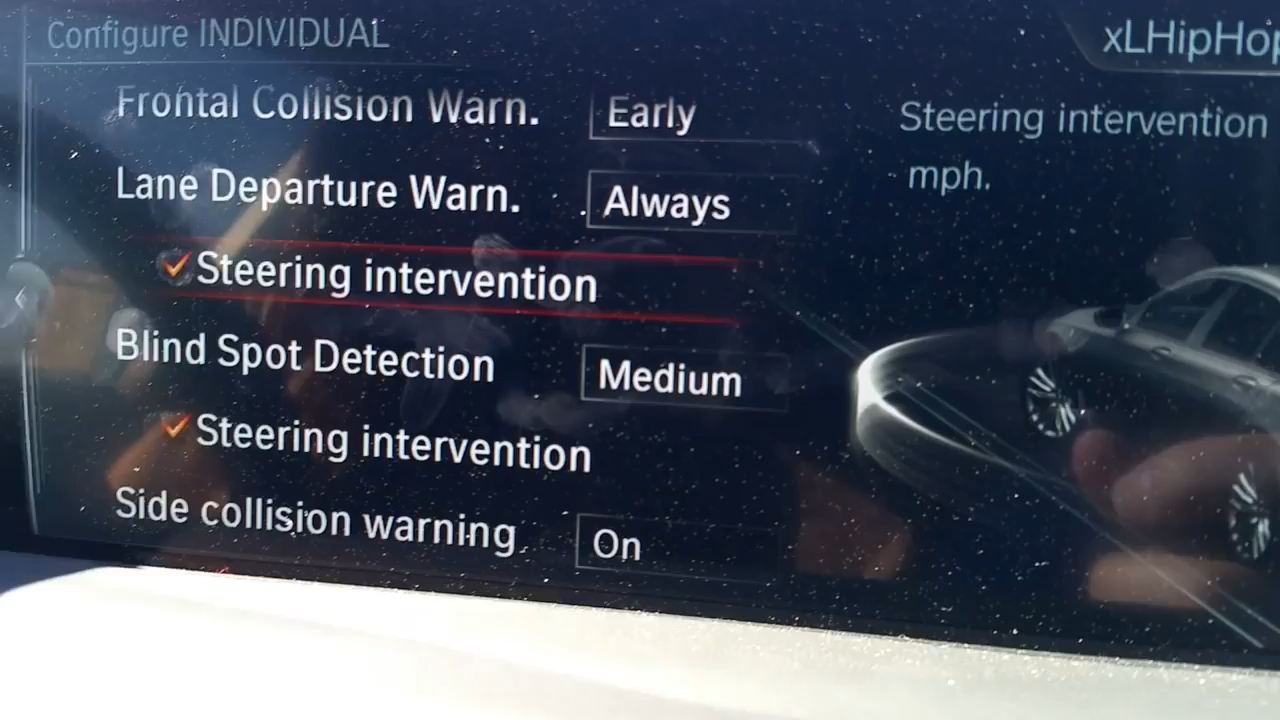 Configure INDIVIDUAL
xLHipHop
Frontal Collision Warn. Early
Lane Departure Warn. Always
Steering intervention
Blind Spot Detection Medium
Steering intervention
Side collision warning On
Steering intervention
mph.